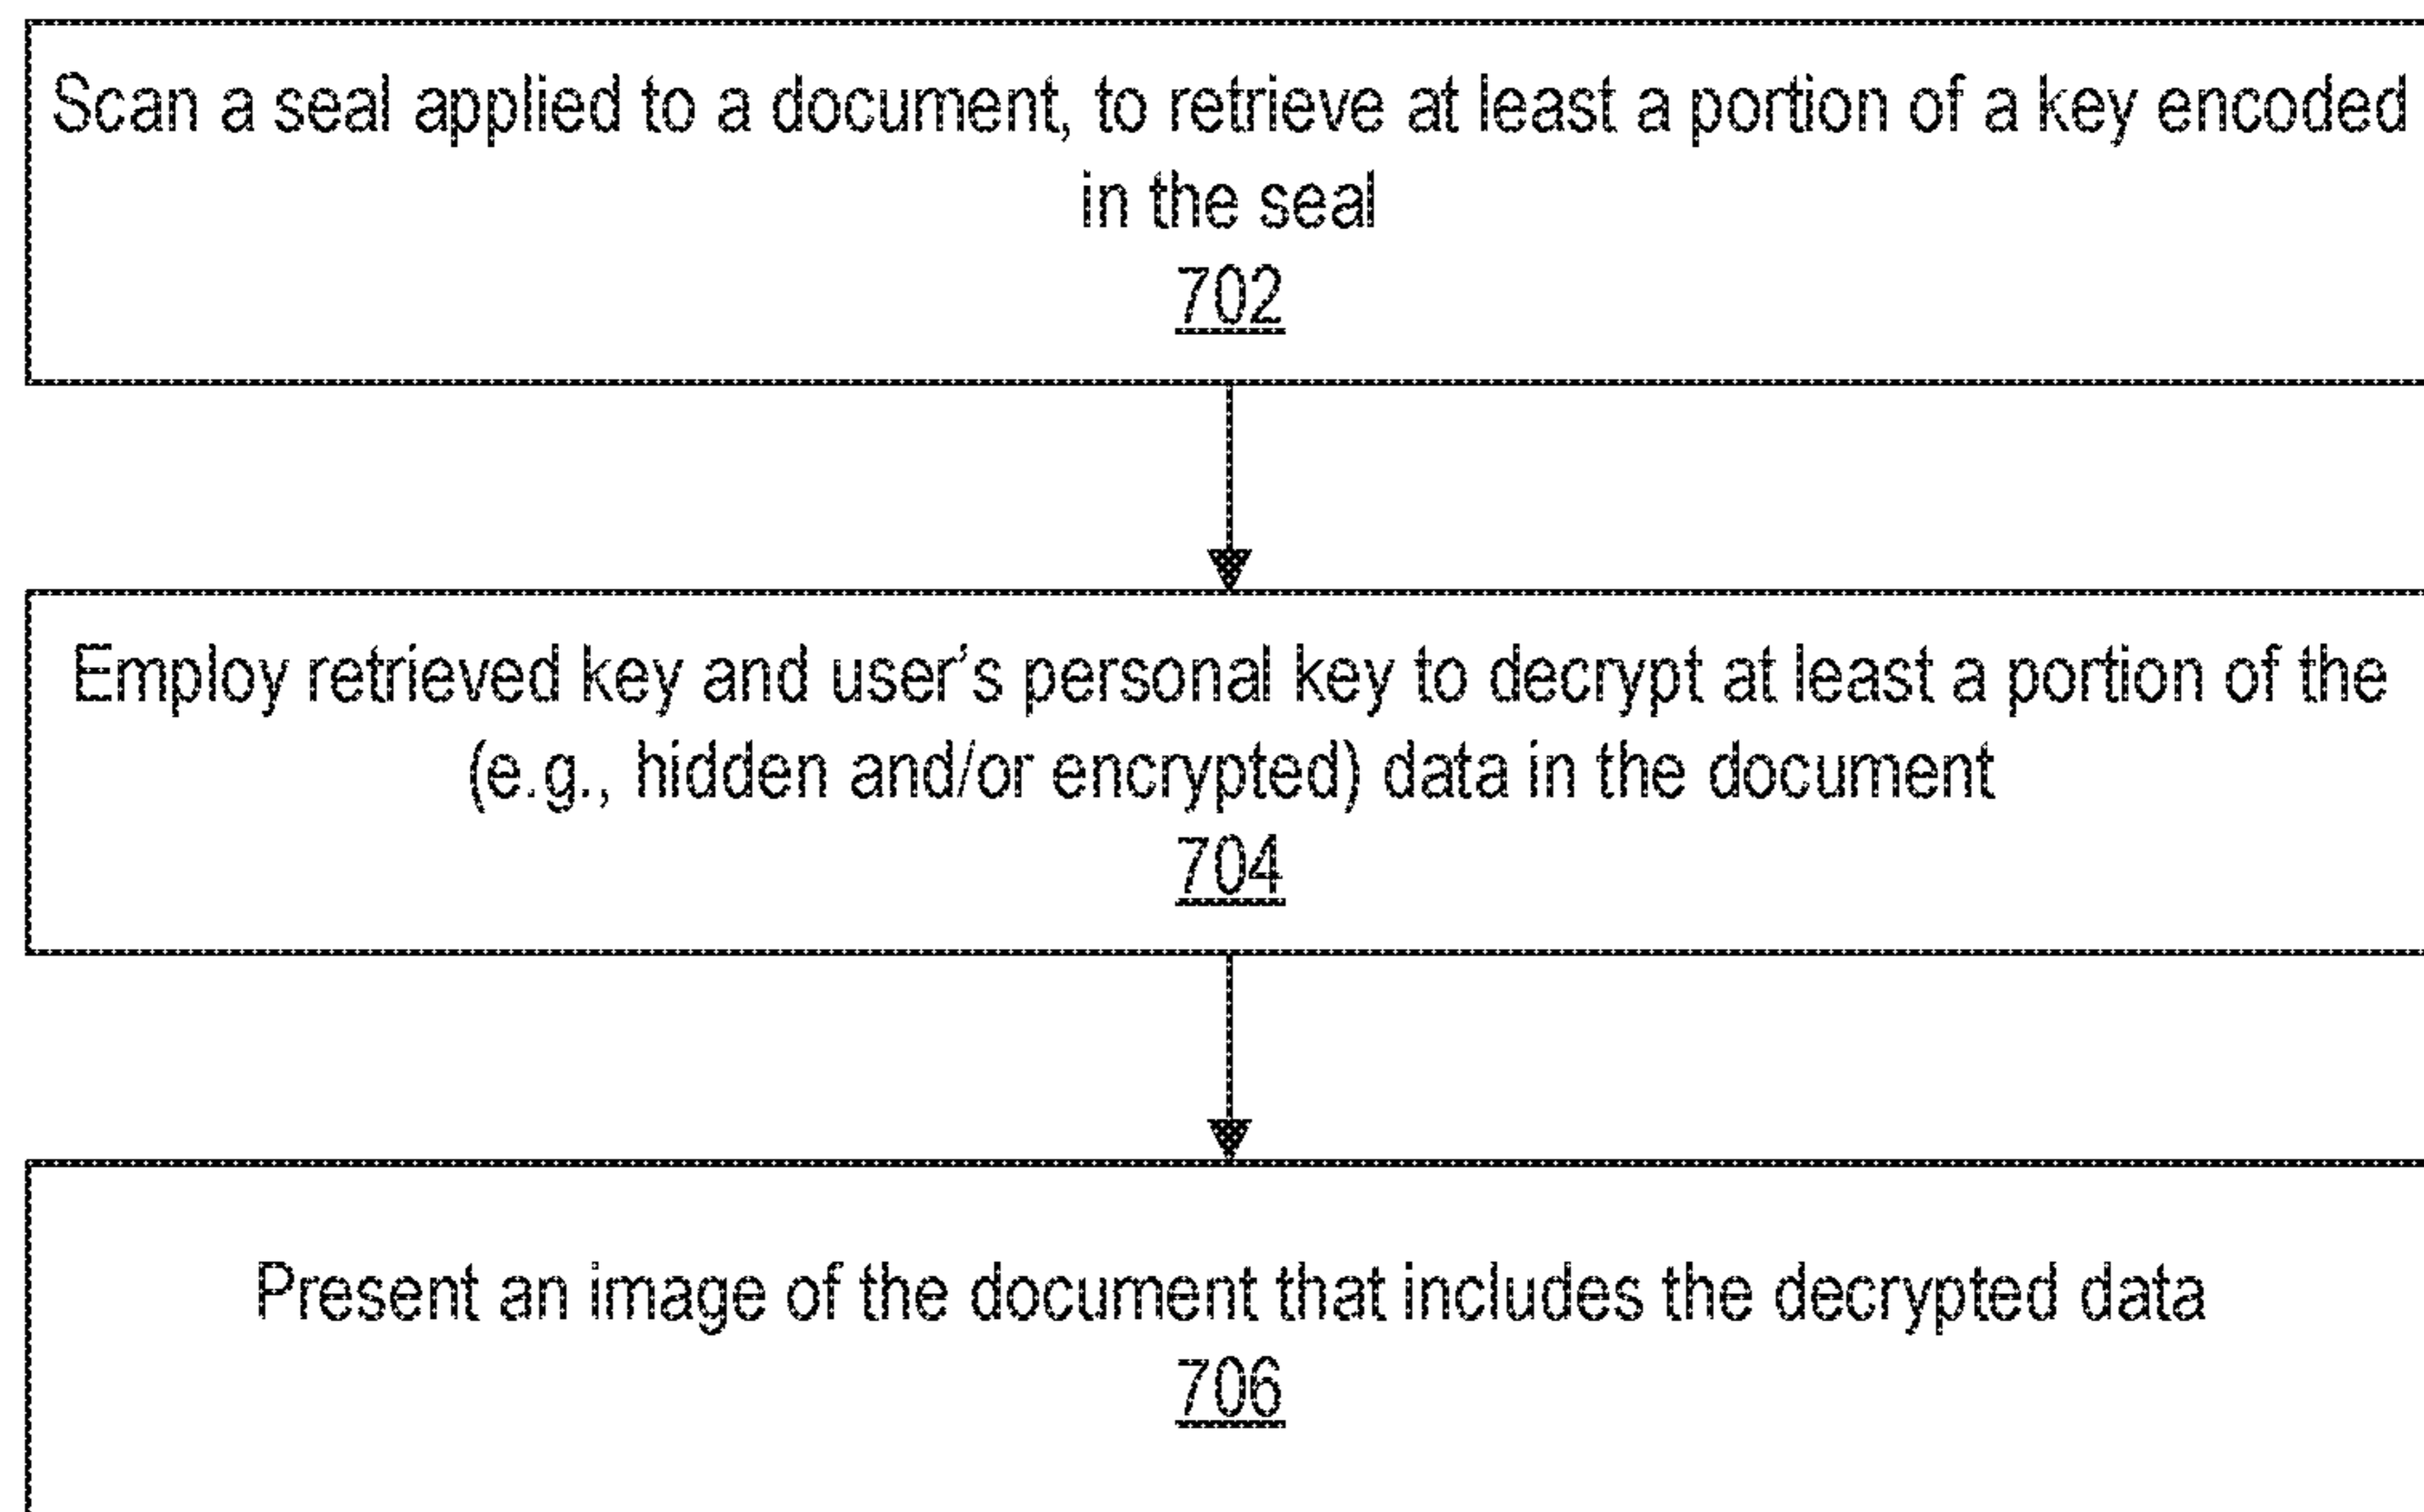 Scan a seal applied to a document, to retrieve at least a portion of a key encoded
in the seal
702
Employ retrieved key and user's personal key to decrypt at least a portion of the
(e.g., hidden and/or encrypted) data in the document
704
Present an image of the document that includes the decrypted data
706